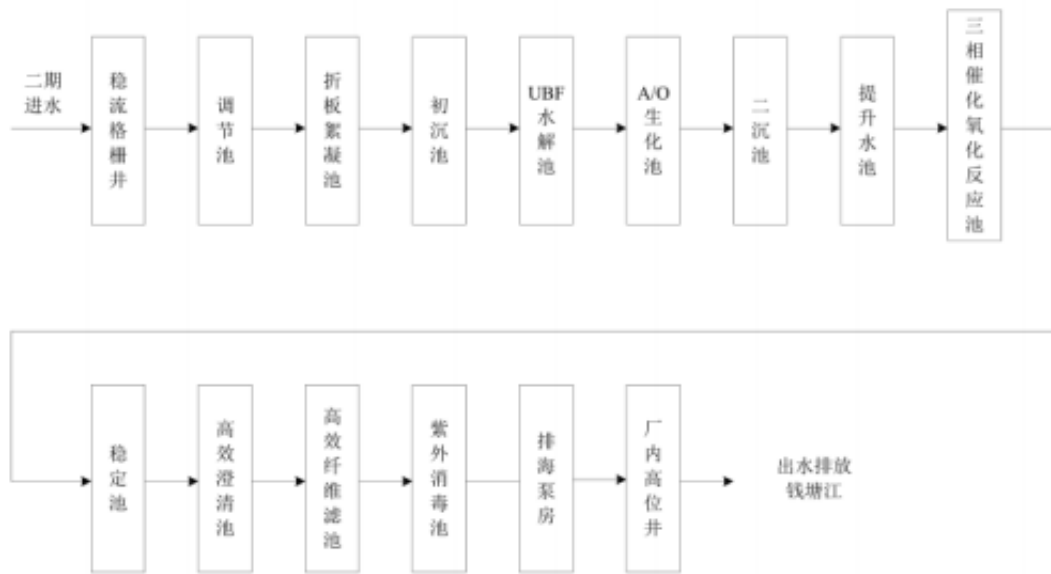 二期
进水
稳流格栅井
调节池
折板絮凝池
初沉池
UBF
水解池
A/O
生化池
二沉池
提升水池
三相催化氧化反应池
稳定池
高效澄清池
高效纤维滤池
紫外消毒池
排海泵房
厂内高位井
出水排放
钱塘江